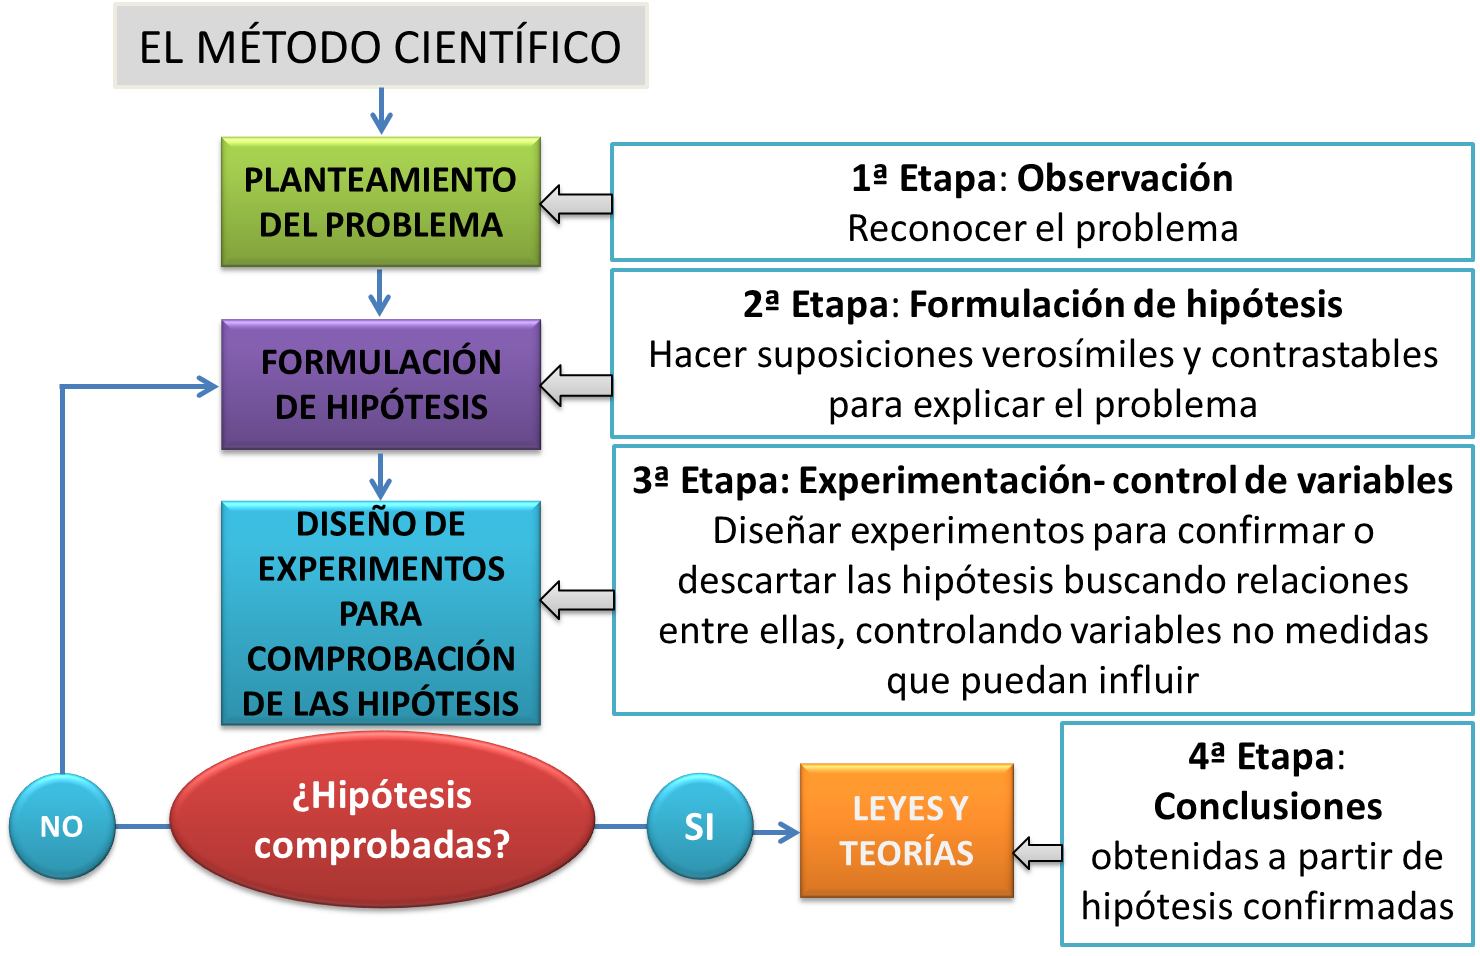 EL MÉTODO CIENTÍFICO
PLANTEAMIENTO
DEL PROBLEMA
1ª Etapa: Observación
Reconocer el problema
FORMULACIÓN
DE HIPÓTESIS
2ª Etapa: Formulación de hipótesis
Hacer suposiciones verosímiles y contrastables
para explicar el problema
DISEÑO DE
EXPERIMENTOS
PARA
COMPROBACIÓN
DE LAS HIPÓTESIS
3ª Etapa: Experimentación- control de variables
Diseñar experimentos para confirmar o
descartar las hipótesis buscando relaciones
entre ellas, controlando variables no medidas
que puedan influir
NO
¿Hipótesis
comprobadas?
SI
LEYES Y
TEORÍAS
4ª Etapa:
Conclusiones
obtenidas a partir de
hipótesis confirmadas